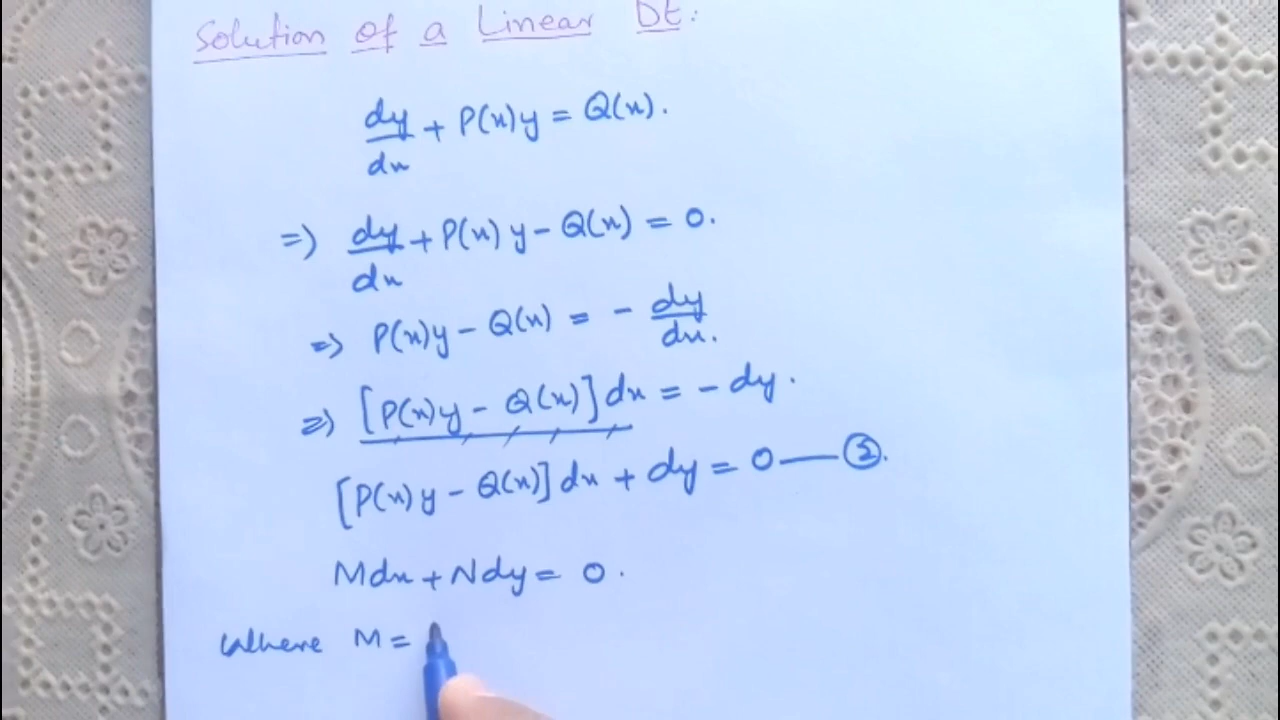 Solution of a Linear DE:
dy/dx + P(x)y = Q(x).
=> dy/dx + P(x) y - Q(x) = 0.
=> P(x)y - Q(x) = - dy/dx.
=> [P(x)y - Q(x)] dx = - dy.
[P(x) y - Q(x)] dx + dy = 0 — ②.
Mdx + Ndy = 0.
Where M =